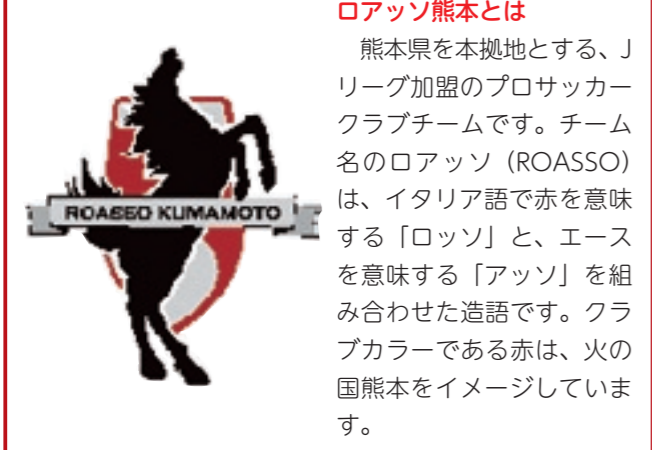 ロアッソ熊本とは
熊本県を本拠地とする、J
リーグ加盟のプロサッカー
クラブチームです。チーム
名のロアッソ（ROASSO）
は、イタリア語で赤を意味
する「ロッソ」と、エース
を意味する「アッソ」を組
み合わせた造語です。クラ
ブカラーである赤は、火の
国熊本をイメージしていま
す。
ROASSO KUMAMOTO